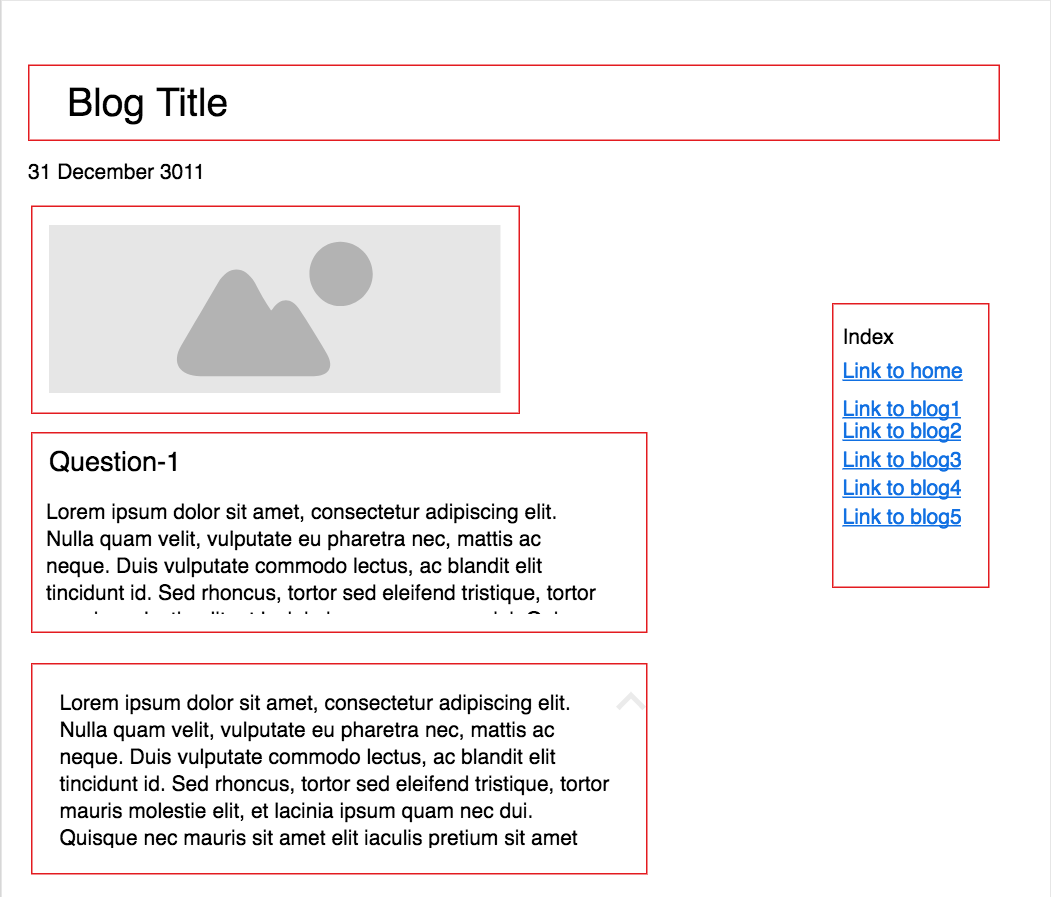 Blog Title
31 December 3011
Question-1
Lorem ipsum dolor sit amet, consectetur adipiscing elit.
Nulla quam velit, vulputate eu pharetra nec, mattis ac
neque. Duis vulputate commodo lectus, ac blandit elit
tincidunt id. Sed rhoncus, tortor sed eleifend tristique, tortor
Lorem ipsum dolor sit amet, consectetur adipiscing elit.
Nulla quam velit, vulputate eu pharetra nec, mattis ac
neque. Duis vulputate commodo lectus, ac blandit elit
tincidunt id. Sed rhoncus, tortor sed eleifend tristique, tortor
mauris molestie elit, et lacinia ipsum quam nec dui.
Quisque nec mauris sit amet elit iaculis pretium sit amet
Index
Link to home
Link to blog1
Link to blog2
Link to blog3
Link to blog4
Link to blog5